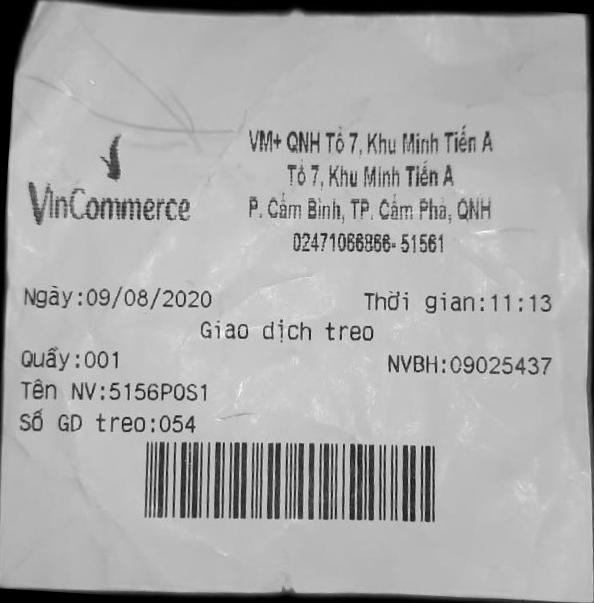 VinCommerce
VM+ QNH Tổ 7, Khu Minh Tiến A
Tổ 7, Khu Minh Tiến A
P. Cẩm Bình, TP. Cẩm Phả, QNH
02471066866-51561
Ngày:09/08/2020 Thời gian:11:13
Giao dịch treo
Quầy:001 NVBH:09025437
Tên NV:5156POS1
Số GD treo:054